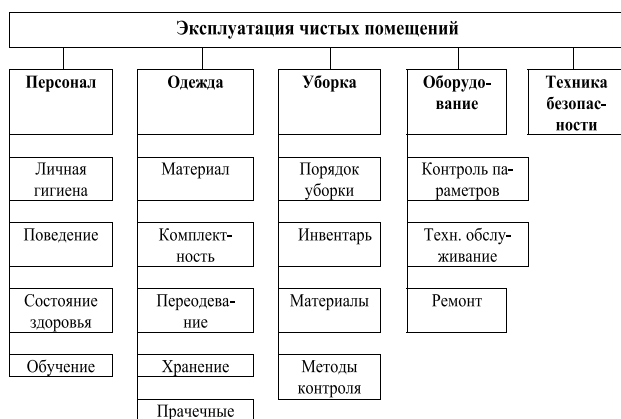 Эксплуатация чистых помещений
Персонал
Личная
гигиена
Поведение
Состояние
здоровья
Обучение
Одежда
Материал
Комплект-
ность
Переодева-
ние
Хранение
Прачечные
Уборка
Порядок
уборки
Инвентарь
Материалы
Методы
контроля
Оборудо-
вание
Контроль па-
раметров
Техн. обслу-
живание
Ремонт
Техника
безопас-
ности